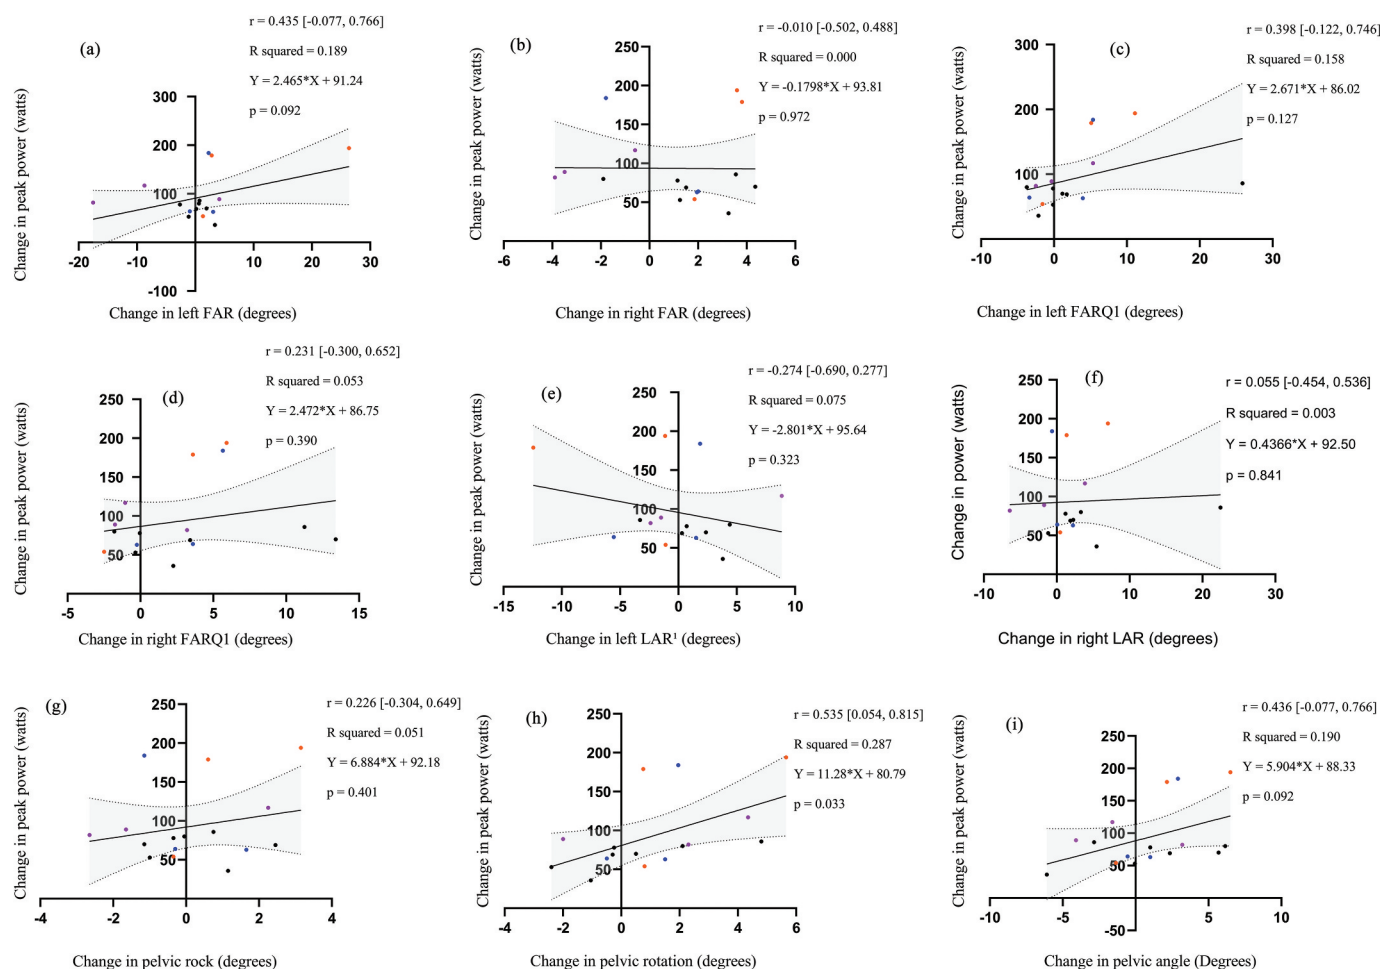 (a)
r = 0.435 [-0.077, 0.766]
R squared = 0.189
Y = 2.465*X + 91.24
p = 0.092
Change in peak power (watts)
300
200
100
-100
-20
-10
0
10
20
30
Change in left FAR (degrees)
(b)
r = -0.010 [-0.502, 0.488]
R squared = 0.000
Y = -0.1798*X + 93.81
p = 0.972
Change in peak power (watts)
250
200
150
100
50
-6
-4
-2
0
2
4
6
Change in right FAR (degrees)
(c)
r = 0.398 [-0.122, 0.746]
R squared = 0.158
Y = 2.671*X + 86.02
p = 0.127
Change in peak power (watts)
300
200
100
-10
0
10
20
30
Change in left FARQ1 (degrees)
(d)
r = 0.231 [-0.300, 0.652]
R squared = 0.053
Y = 2.472*X + 86.75
p = 0.390
Change in peak power (watts)
200
150
100
50
-5
0
5
10
15
Change in right FARQ1 (degrees)
(e)
r = -0.274 [-0.690, 0.277]
R squared = 0.075
Y = -2.801*X + 95.64
p = 0.323
Change in peak power (watts)
250
200
150
100
50
-15
-10
-5
0
5
10
Change in left LAR¹ (degrees)
(f)
r = 0.055 [-0.454, 0.536]
R squared = 0.003
Y = 0.4366*X + 92.50
p = 0.841
Change in power (watts)
250
200
150
100
50
-10
0
10
20
30
Change in right LAR (degrees)
(g)
r = 0.226 [-0.304, 0.649]
R squared = 0.051
Y = 6.884*X + 92.18
p = 0.401
Change in peak power (watts)
250
200
150
100
50
-4
-2
0
2
4
Change in pelvic rock (degrees)
(h)
r = 0.535 [0.054, 0.815]
R squared = 0.287
Y = 11.28*X + 80.79
p = 0.033
Change in peak power (watts)
250
200
150
100
50
-4
-2
0
2
4
6
Change in pelvic rotation (degrees)
(i)
r = 0.436 [-0.077, 0.766]
R squared = 0.190
Y = 5.904*X + 88.33
p = 0.092
Change in peak power (watts)
250
200
150
100
50
-50
-10
-5
0
5
10
Change in pelvic angle (Degrees)